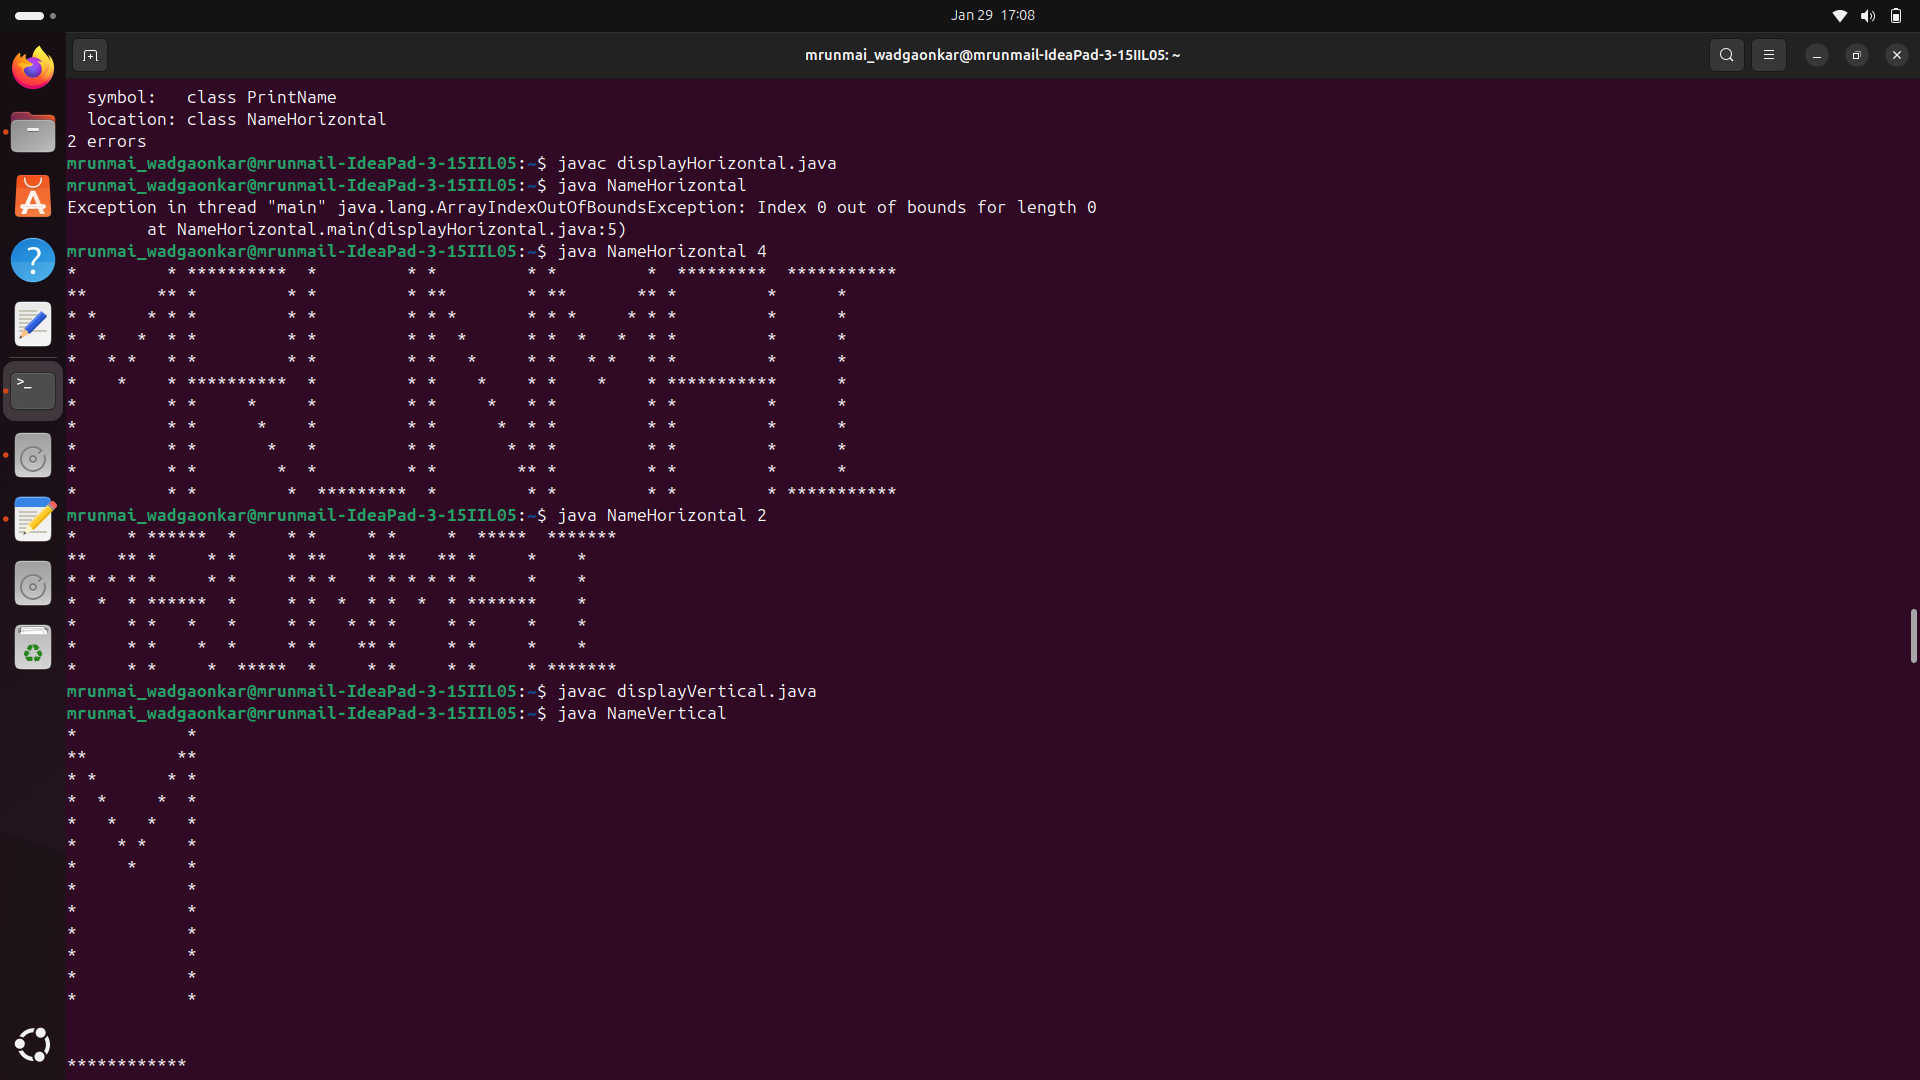 Jan 29 17:08
mrunmai_wadgaonkar@mrunmail-IdeaPad-3-15IIL05: ~
  symbol:   class PrintName
  location: class NameHorizontal
2 errors
mrunmai_wadgaonkar@mrunmail-IdeaPad-3-15IIL05:~$ javac displayHorizontal.java
mrunmai_wadgaonkar@mrunmail-IdeaPad-3-15IIL05:~$ java NameHorizontal
Exception in thread "main" java.lang.ArrayIndexOutOfBoundsException: Index 0 out of bounds for length 0
        at NameHorizontal.main(displayHorizontal.java:5)
mrunmai_wadgaonkar@mrunmail-IdeaPad-3-15IIL05:~$ java NameHorizontal 4
*         * **********  *         * *         * *         *  *********  ***********
**       ** *         * *         * **        * **       ** *         *      *
* *     * * *         * *         * * *       * * *     * * *         *      *
*  *   *  * *         * *         * *  *      * *  *   *  * *         *      *
*   * *   * *         * *         * *   *     * *   * *   * *         *      *
*    *    * **********  *         * *    *    * *    *    * ***********      *
*         * *     *     *         * *     *   * *         * *         *      *
*         * *      *    *         * *      *  * *         * *         *      *
*         * *       *   *         * *       * * *         * *         *      *
*         * *        *  *         * *        ** *         * *         *      *
*         * *         *  *********  *         * *         * *         * ***********
mrunmai_wadgaonkar@mrunmail-IdeaPad-3-15IIL05:~$ java NameHorizontal 2
*     * ******  *     * *     * *     *  *****  *******
**   ** *     * *     * **    * **   ** *     *    *
* * * * *     * *     * * *   * * * * * *     *    *
*  *  * ******  *     * *  *  * *  *  * *******    *
*     * *   *   *     * *   * * *     * *     *    *
*     * *    *  *     * *    ** *     * *     *    *
*     * *     *  *****  *     * *     * *     * *******
mrunmai_wadgaonkar@mrunmail-IdeaPad-3-15IIL05:~$ javac displayVertical.java
mrunmai_wadgaonkar@mrunmail-IdeaPad-3-15IIL05:~$ java NameVertical
*           *
**         **
* *       * *
*  *     *  *
*   *   *   *
*    * *    *
*     *     *
*           *
*           *
*           *
*           *
*           *
*           *
************